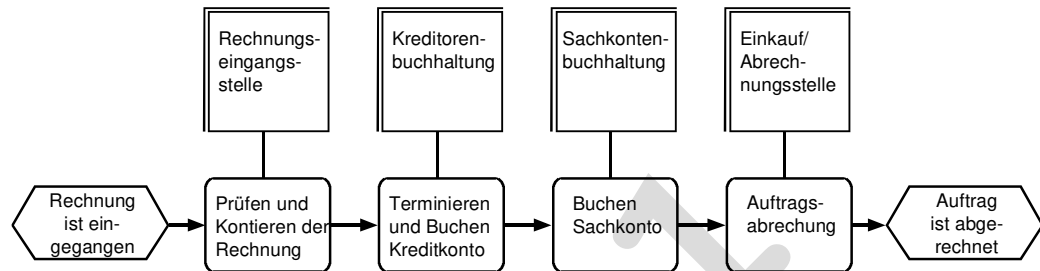 Rechnungs-
eingangs-
stelle
Kreditoren-
buchhaltung
Sachkonten-
buchhaltung
Einkauf/
Abrech-
nungsstelle
Rechnung
ist ein-
gegangen
Prüfen und
Kontieren der
Rechnung
Terminieren
und Buchen
Kreditkonto
Buchen
Sachkonto
Auftrags-
abrechung
Auftrag
ist abge-
rechnet